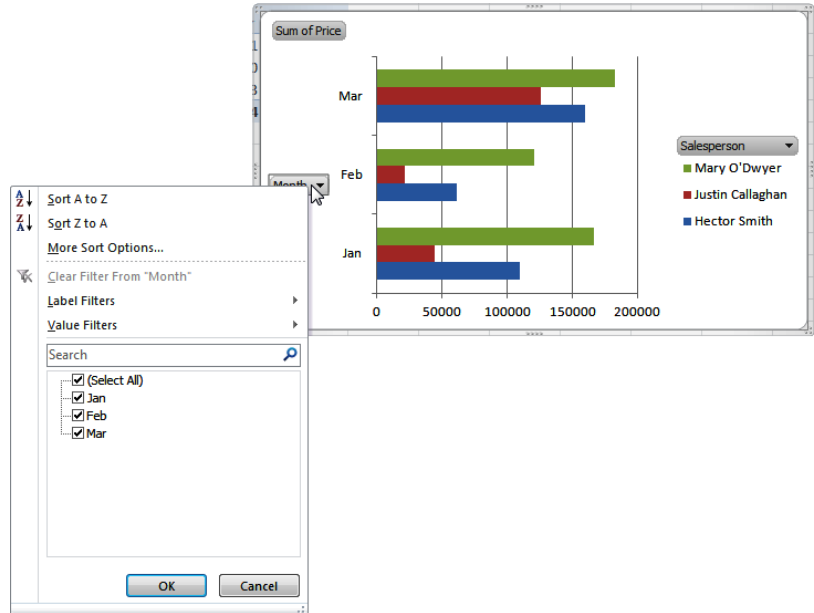 Sum of Price
Mar
Feb
Jan
0 50000 100000 150000 200000
Salesperson
Mary O'Dwyer
Justin Callaghan
Hector Smith
Month
Sort A to Z
Sort Z to A
More Sort Options...
Clear Filter From "Month"
Label Filters
Value Filters
Search
(Select All)
Jan
Feb
Mar
OK Cancel